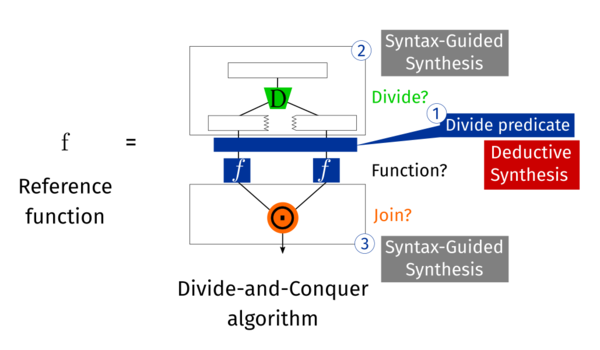 2
Syntax-Guided
Synthesis
D
Divide?
1
Divide predicate
f
=
Deductive
Synthesis
f
f
Function?
Reference
function
⊙
Join?
3
Syntax-Guided
Synthesis
Divide-and-Conquer
algorithm